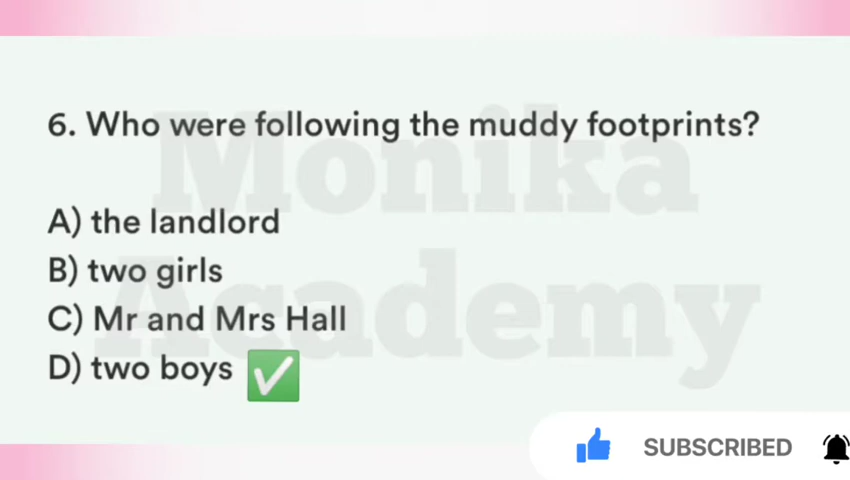 Monika
Academy
6. Who were following the muddy footprints?
A) the landlord
B) two girls
C) Mr and Mrs Hall
D) two boys
SUBSCRIBED